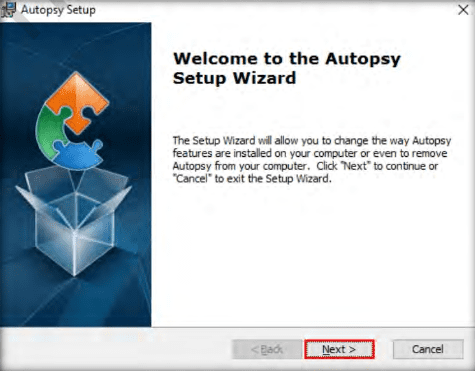 Autopsy Setup
Welcome to the Autopsy
Setup Wizard
The Setup Wizard will allow you to change the way Autopsy
features are installed on your computer or even to remove
Autopsy from your computer. Click "Next" to continue or
"Cancel" to exit the Setup Wizard.
< Back Next > Cancel